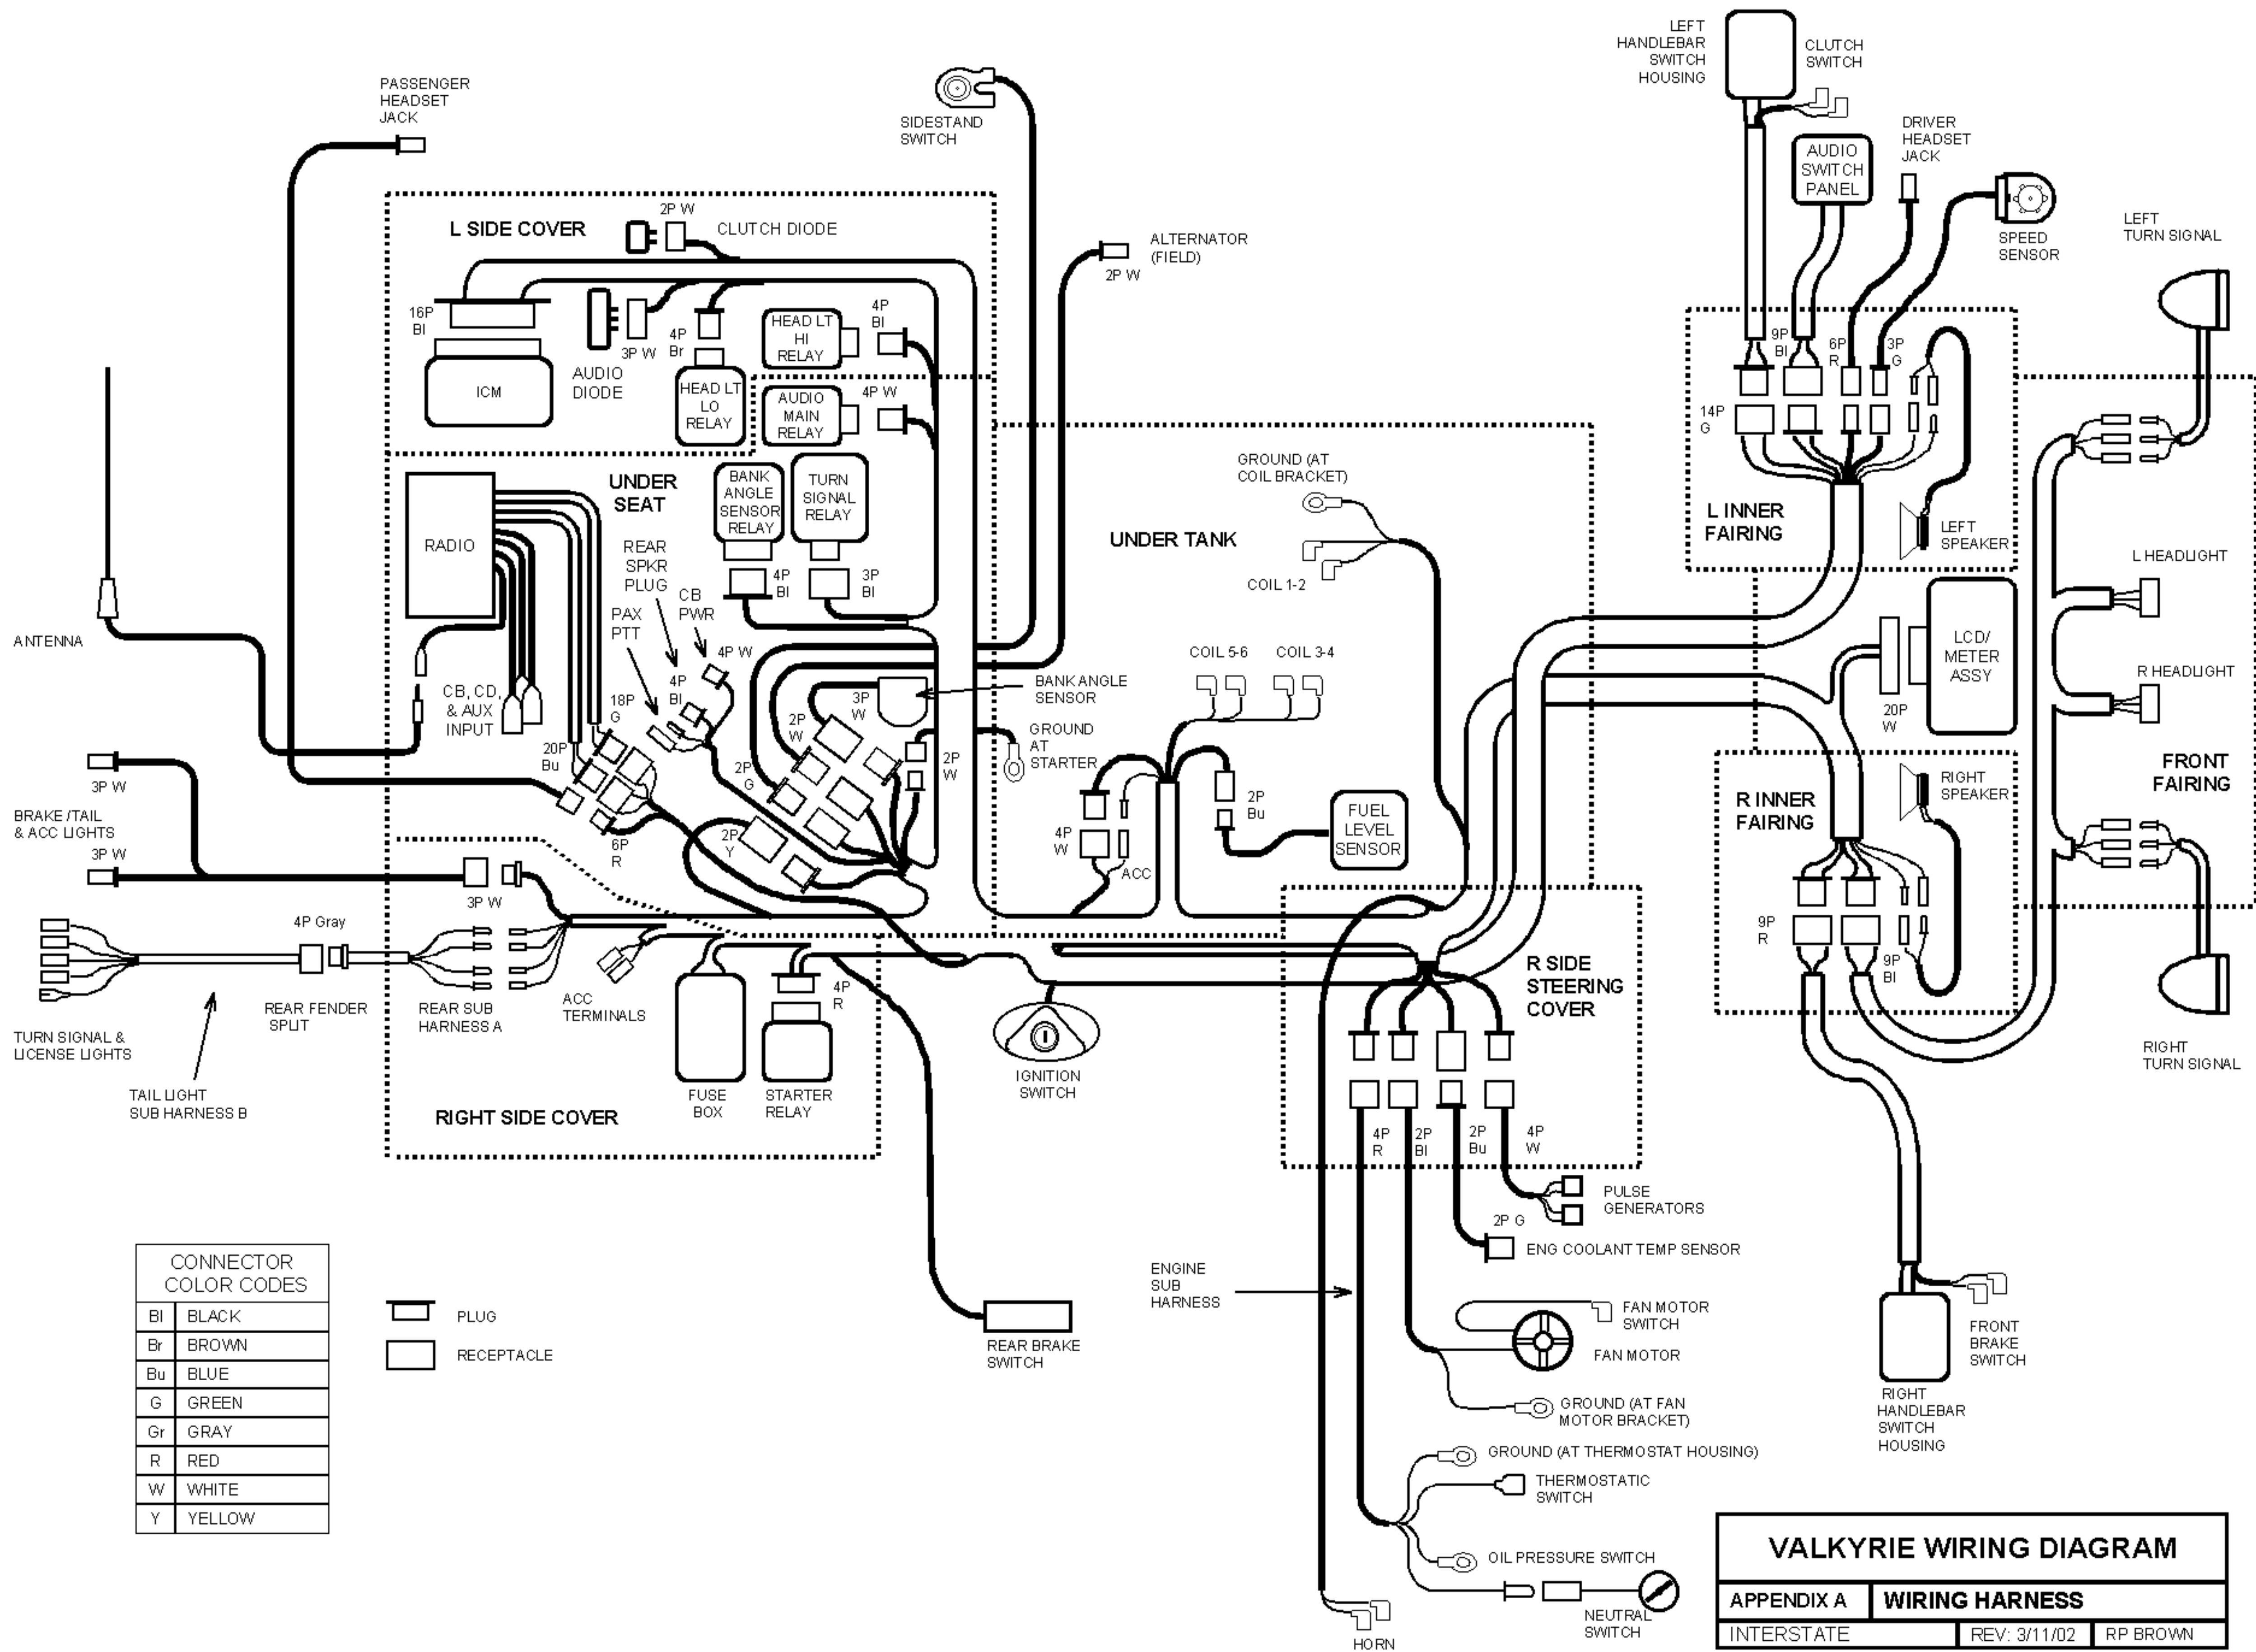 LEFT
HANDLEBAR
SWITCH
HOUSING
CLUTCH
SWITCH
PASSENGER
HEADSET
JACK
SIDESTAND
SWITCH
DRIVER
HEADSET
JACK
AUDIO
SWITCH
PANEL
SPEED
SENSOR
LEFT
TURN SIGNAL
L SIDE COVER
2P W
CLUTCH DIODE
ALTERNATOR
(FIELD)
2P W
16P
Bl
ICM
AUDIO
DIODE
3P W
4P
Br
HEAD LT
LO
RELAY
HEAD LT
HI
RELAY
4P
Bl
AUDIO
MAIN
RELAY
4P W
9P
Bl
6P
R
3P
G
14P
G
L INNER
FAIRING
LEFT
SPEAKER
RADIO
UNDER
SEAT
BANK
ANGLE
SENSOR
RELAY
TURN
SIGNAL
RELAY
4P
Bl
3P
Bl
REAR
SPKR
PLUG
CB
PWR
PAX
PTT
4P W
4P
Bl
18P
G
20P
Bu
6P
R
CB, CD,
& AUX
INPUT
ANTENNA
3P
W
2P
W
2P
G
2P
Y
2P
W
BANK ANGLE
SENSOR
GROUND
AT
STARTER
UNDER TANK
GROUND (AT
COIL BRACKET)
COIL 1-2
COIL 5-6
COIL 3-4
4P
W
ACC
2P
Bu
FUEL
LEVEL
SENSOR
LCD/
METER
ASSY
20P
W
L HEADLIGHT
R HEADLIGHT
FRONT
FAIRING
R INNER
FAIRING
RIGHT
SPEAKER
9P
R
9P
Bl
RIGHT
TURN SIGNAL
3P W
BRAKE /TAIL
& ACC LIGHTS
3P W
3P W
4P Gray
TURN SIGNAL &
LICENSE LIGHTS
TAIL LIGHT
SUB HARNESS B
REAR FENDER
SPLIT
REAR SUB
HARNESS A
ACC
TERMINALS
4P
R
FUSE
BOX
STARTER
RELAY
RIGHT SIDE COVER
IGNITION
SWITCH
R SIDE
STEERING
COVER
4P
R
2P
Bl
2P
Bu
4P
W
PULSE
GENERATORS
2P G
ENG COOLANT TEMP SENSOR
ENGINE
SUB
HARNESS
FAN MOTOR
SWITCH
FAN MOTOR
GROUND (AT FAN
MOTOR BRACKET)
GROUND (AT THERMOSTAT HOUSING)
THERMOSTATIC
SWITCH
OIL PRESSURE SWITCH
NEUTRAL
SWITCH
HORN
REAR BRAKE
SWITCH
FRONT
BRAKE
SWITCH
RIGHT
HANDLEBAR
SWITCH
HOUSING
CONNECTOR
COLOR CODES
Bl BLACK
Br BROWN
Bu BLUE
G GREEN
Gr GRAY
R RED
W WHITE
Y YELLOW
PLUG
RECEPTACLE
VALKYRIE WIRING DIAGRAM
APPENDIX A WIRING HARNESS
INTERSTATE REV: 3/11/02 RP BROWN